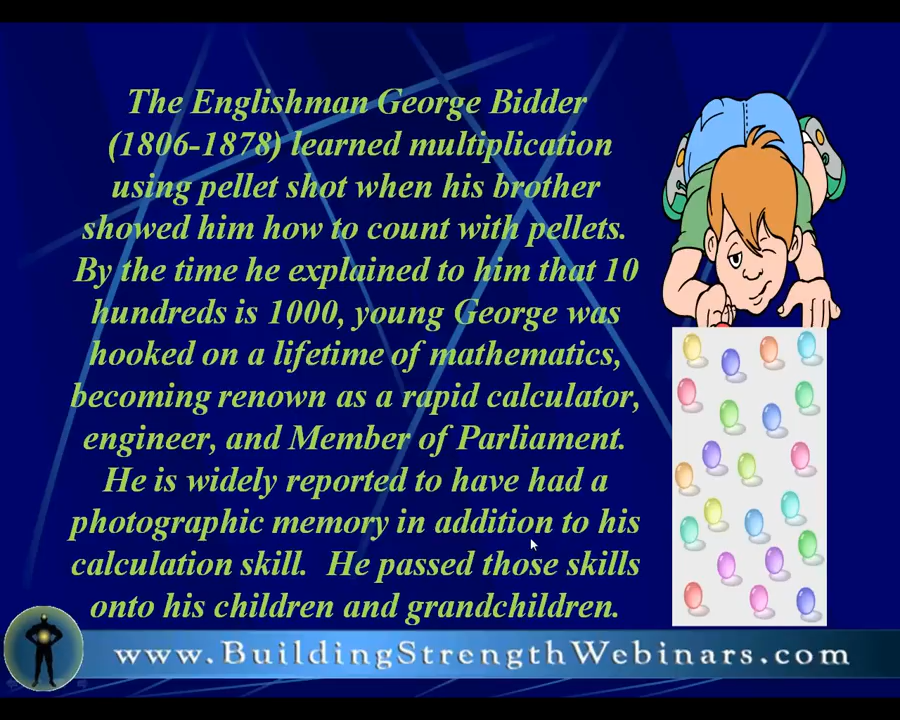 The Englishman George Bidder
(1806-1878) learned multiplication
using pellet shot when his brother
showed him how to count with pellets.
By the time he explained to him that 10
hundreds is 1000, young George was
hooked on a lifetime of mathematics,
becoming renown as a rapid calculator,
engineer, and Member of Parliament.
He is widely reported to have had a
photographic memory in addition to his
calculation skill.  He passed those skills
onto his children and grandchildren.
www.BuildingStrengthWebinars.com